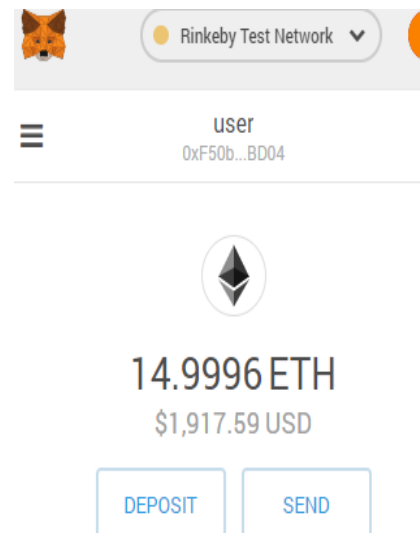 Rinkeby Test Network
user
0xF50b...BD04
14.9996 ETH
$1,917.59 USD
DEPOSIT
SEND